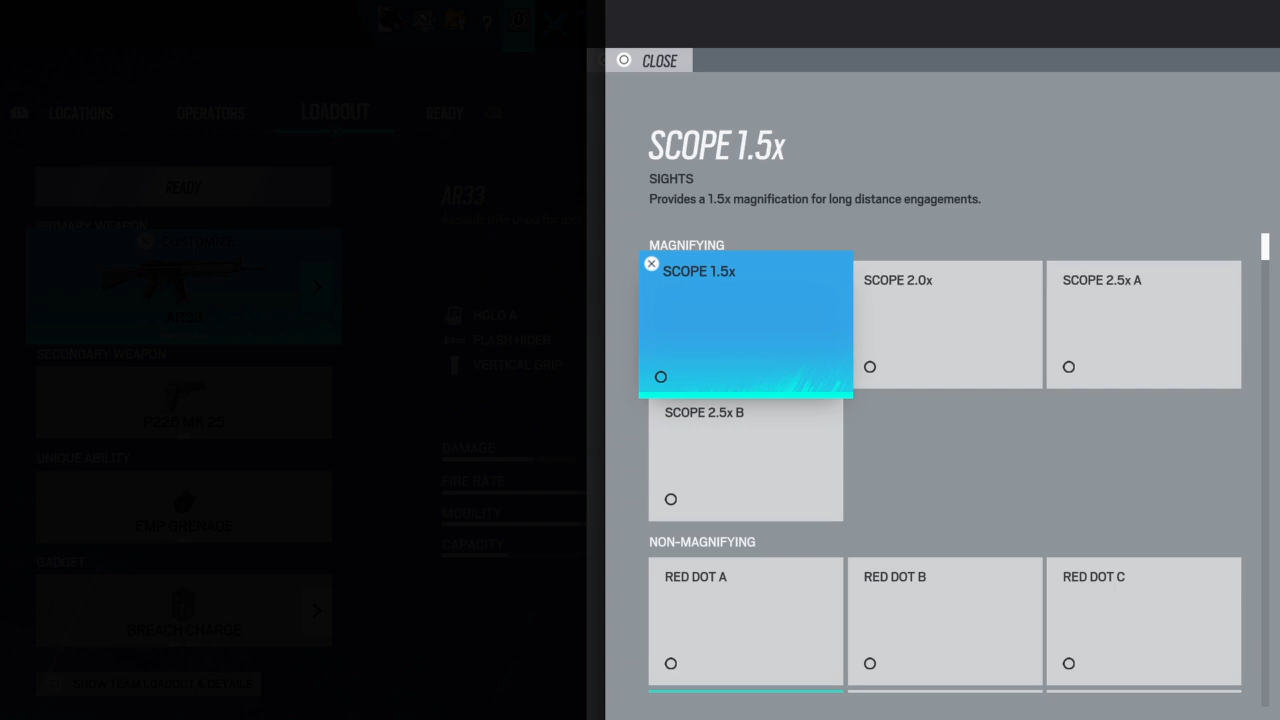 CLOSE
LOCATIONS
OPERATORS
LOADOUT
READY
READY
PRIMARY WEAPON
CUSTOMIZE
AR33
SECONDARY WEAPON
P226 MK 25
UNIQUE ABILITY
EMP GRENADE
GADGET
BREACH CHARGE
SHOW TEAM LOADOUT & DETAILS
AR33
HOLO A
FLASH HIDER
VERTICAL GRIP
DAMAGE
FIRE RATE
MOBILITY
CAPACITY
SCOPE 1.5x
SIGHTS
Provides a 1.5x magnification for long distance engagements.
MAGNIFYING
SCOPE 1.5x
SCOPE 2.0x
SCOPE 2.5x A
SCOPE 2.5x B
NON-MAGNIFYING
RED DOT A
RED DOT B
RED DOT C